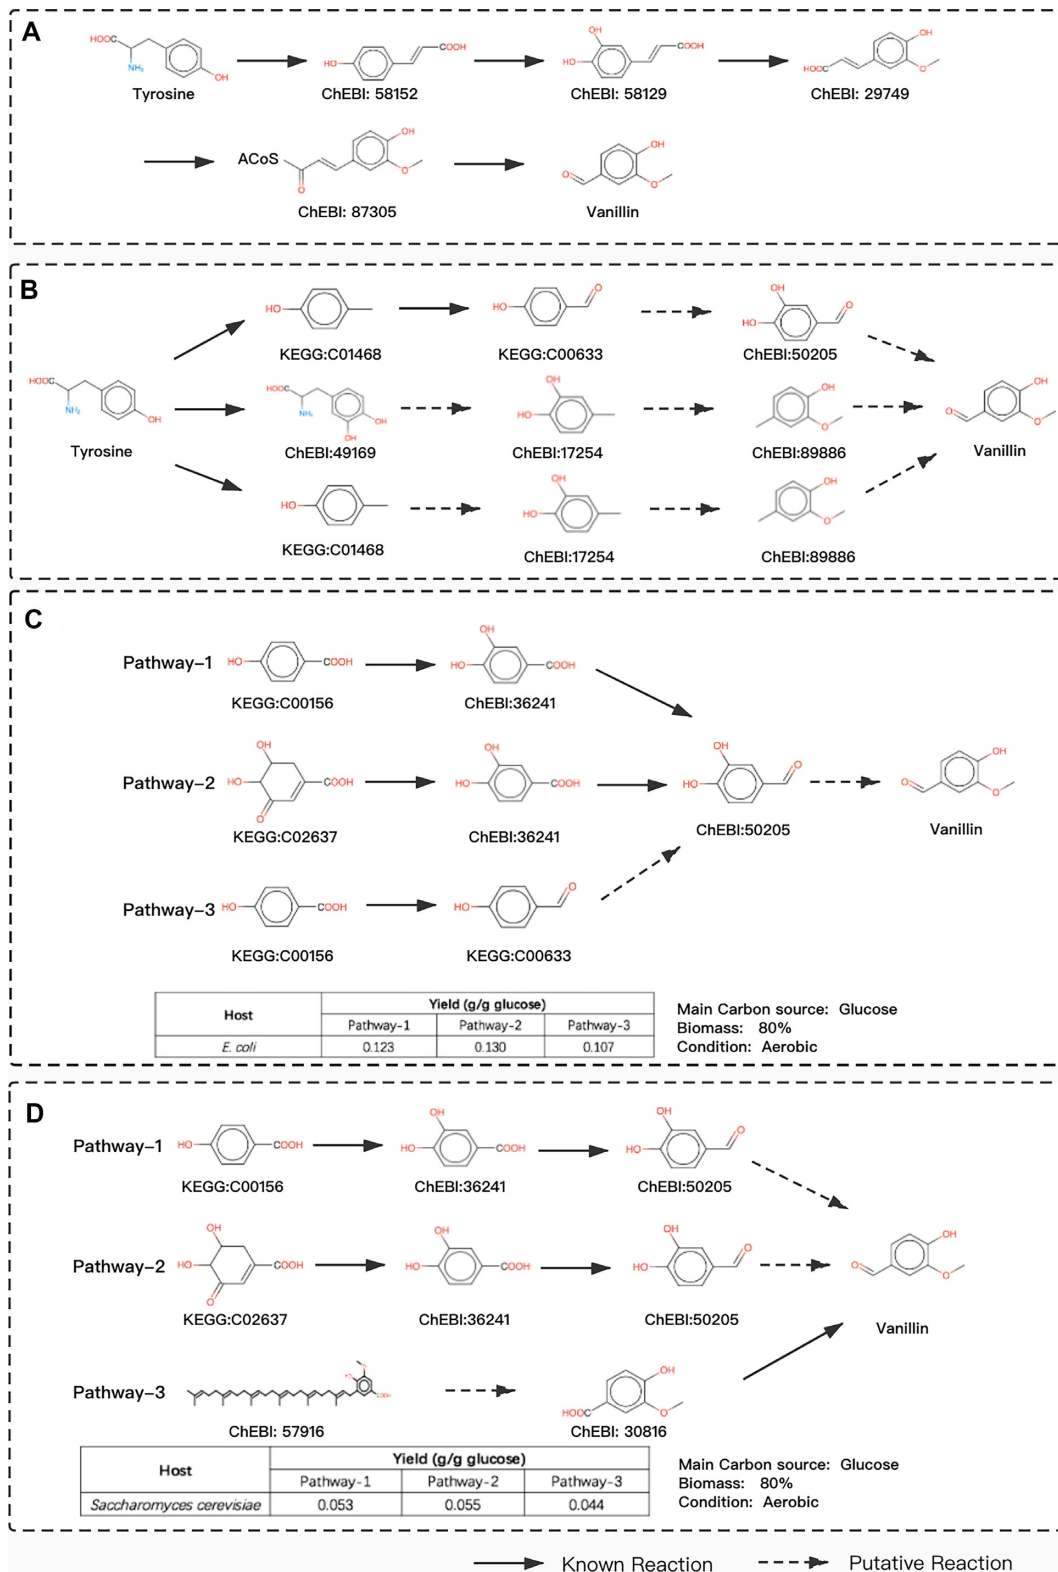 A
HOOC
NH₂
OH
Tyrosine
HO
COOH
ChEBI: 58152
OH
HO
COOH
ChEBI: 58129
HOOC
OH
O
ChEBI: 29749
ACoS
O
OH
O
ChEBI: 87305
O
OH
O
Vanillin
B
HO
KEGG:C01468
HO
O
KEGG:C00633
OH
HO
O
ChEBI:50205
HOOC
NH₂
OH
Tyrosine
HOOC
NH₂
OH
OH
ChEBI:49169
OH
HO
ChEBI:17254
OH
O
ChEBI:89886
O
OH
O
Vanillin
HO
KEGG:C01468
OH
HO
ChEBI:17254
OH
O
ChEBI:89886
C
Pathway-1
HO
COOH
KEGG:C00156
OH
HO
COOH
ChEBI:36241
Pathway-2
OH
HO
O
COOH
KEGG:C02637
OH
HO
COOH
ChEBI:36241
OH
HO
O
ChEBI:50205
O
OH
O
Vanillin
Pathway-3
HO
COOH
KEGG:C00156
HO
O
KEGG:C00633
Host
Yield (g/g glucose)
Pathway-1 Pathway-2 Pathway-3
E. coli 0.123 0.130 0.107
Main Carbon source: Glucose
Biomass: 80%
Condition: Aerobic
D
Pathway-1
HO
COOH
KEGG:C00156
OH
HO
COOH
ChEBI:36241
OH
HO
O
ChEBI:50205
Pathway-2
OH
HO
O
COOH
KEGG:C02637
OH
HO
COOH
ChEBI:36241
OH
HO
O
ChEBI:50205
O
OH
O
Vanillin
Pathway-3
HO
O
COOH
ChEBI: 57916
HOOC
OH
O
ChEBI: 30816
Host
Yield (g/g glucose)
Pathway-1 Pathway-2 Pathway-3
Saccharomyces cerevisiae 0.053 0.055 0.044
Main Carbon source: Glucose
Biomass: 80%
Condition: Aerobic
Known Reaction
Putative Reaction